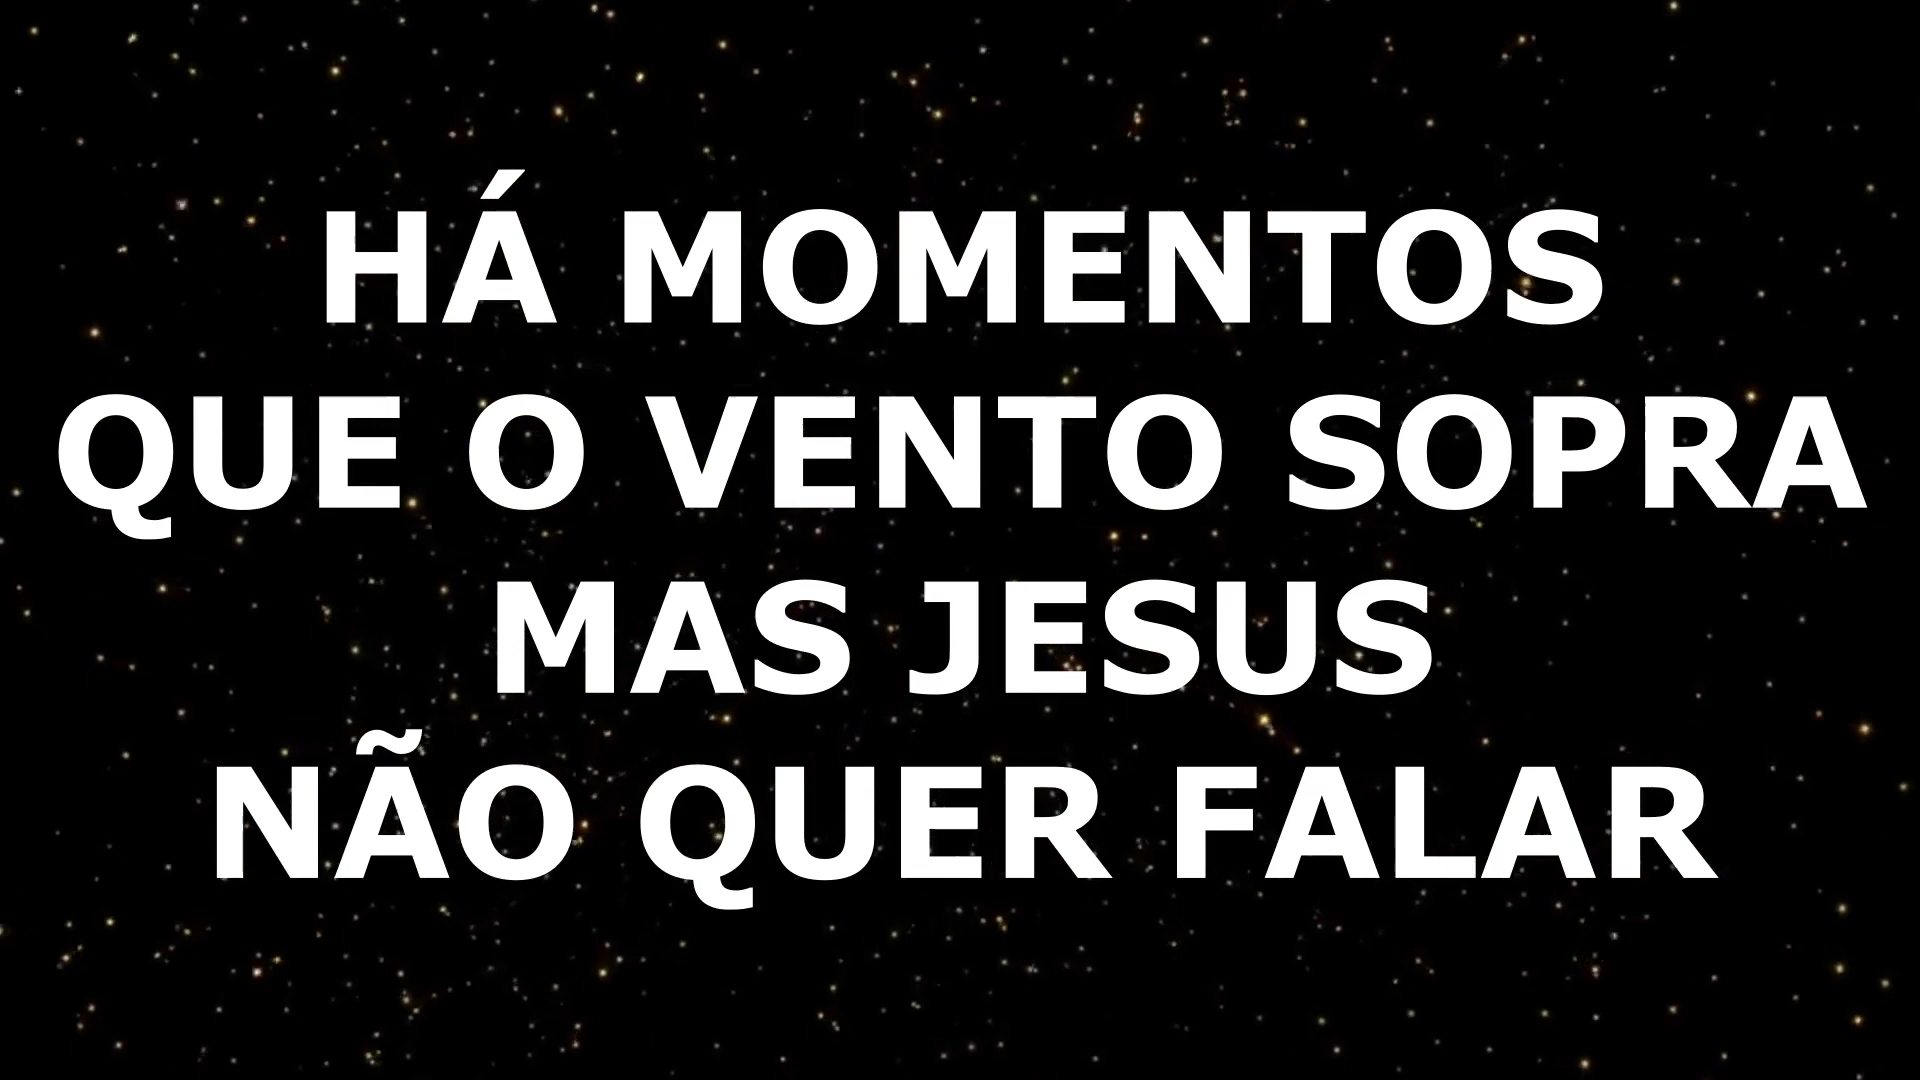 HÁ MOMENTOS
QUE O VENTO SOPRA
MAS JESUS
NÃO QUER FALAR